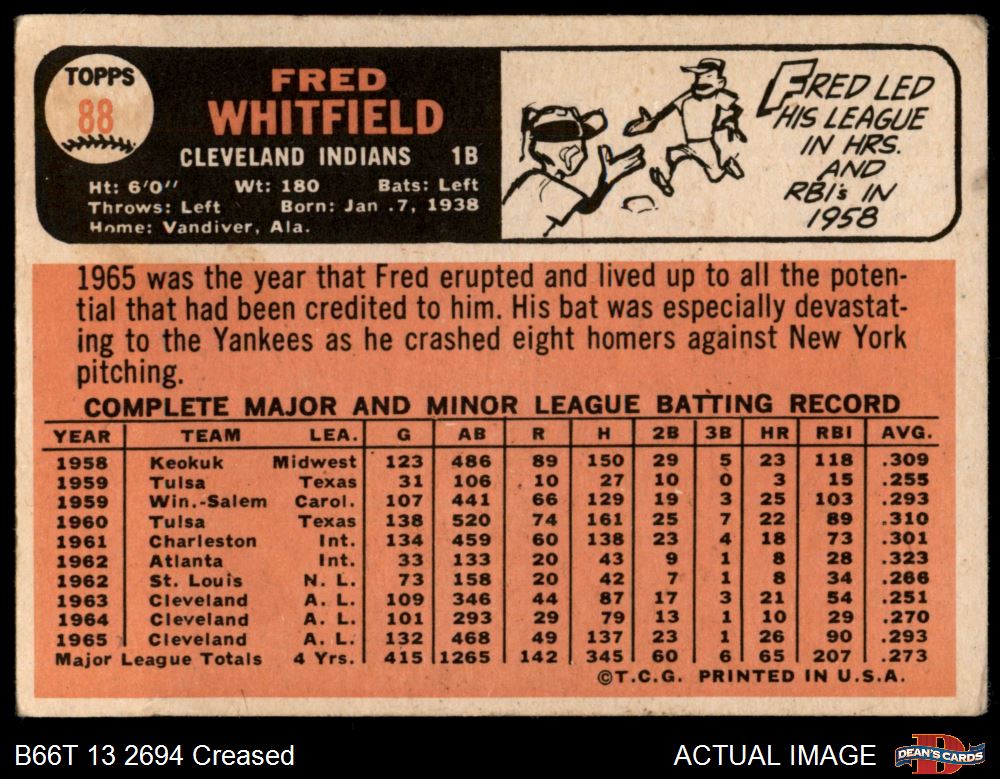 TOPPS
88
FRED
WHITFIELD
CLEVELAND INDIANS 1B
Ht: 6'0" Wt: 180 Bats: Left
Throws: Left Born: Jan .7, 1938
Home: Vandiver, Ala.
FRED LED
HIS LEAGUE
IN HRS.
AND
RBI's IN
1958
1965 was the year that Fred erupted and lived up to all the poten-
tial that had been credited to him. His bat was especially devastat-
ing to the Yankees as he crashed eight homers against New York
pitching.
COMPLETE MAJOR AND MINOR LEAGUE BATTING RECORD
YEAR TEAM LEA. G AB R H 2B 3B HR RBI AVG.
1958 Keokuk Midwest 123 486 89 150 29 5 23 118 .309
1959 Tulsa Texas 31 106 10 27 10 0 3 15 .255
1959 Win.-Salem Carol. 107 441 66 129 19 3 25 103 .293
1960 Tulsa Texas 138 520 74 161 25 7 22 89 .310
1961 Charleston Int. 134 459 60 138 23 4 18 73 .301
1962 Atlanta Int. 33 133 20 43 9 1 8 28 .323
1962 St. Louis N. L. 73 158 20 42 7 1 8 34 .266
1963 Cleveland A. L. 109 346 44 87 17 3 21 54 .251
1964 Cleveland A. L. 101 293 29 79 13 1 10 29 .270
1965 Cleveland A. L. 132 468 49 137 23 1 26 90 .293
Major League Totals 4 Yrs. 415 1265 142 345 60 6 65 207 .273
©T.C.G. PRINTED IN U.S.A.
B66T 13 2694 Creased
ACTUAL IMAGE
DEAN'S CARDS